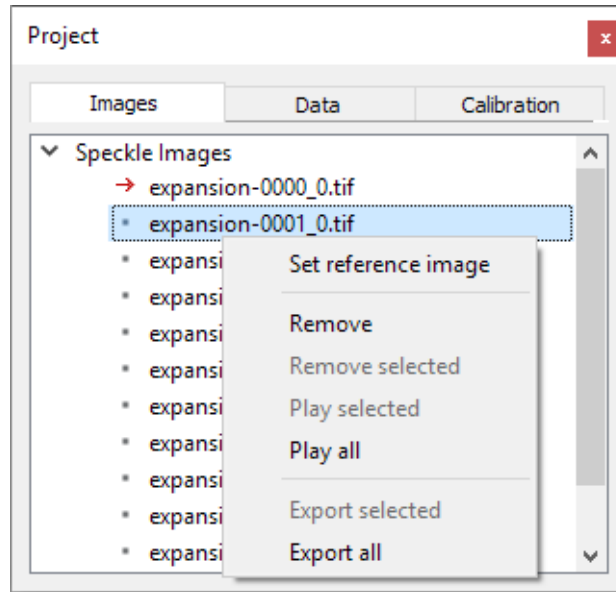 Project
x
Images Data Calibration
Speckle Images
expansion-0000_0.tif
expansion-0001_0.tif
expansi Set reference image
expansi
expansi Remove
expansi Remove selected
expansi Play selected
expansi Play all
expansi
expansi Export selected
expansi Export all